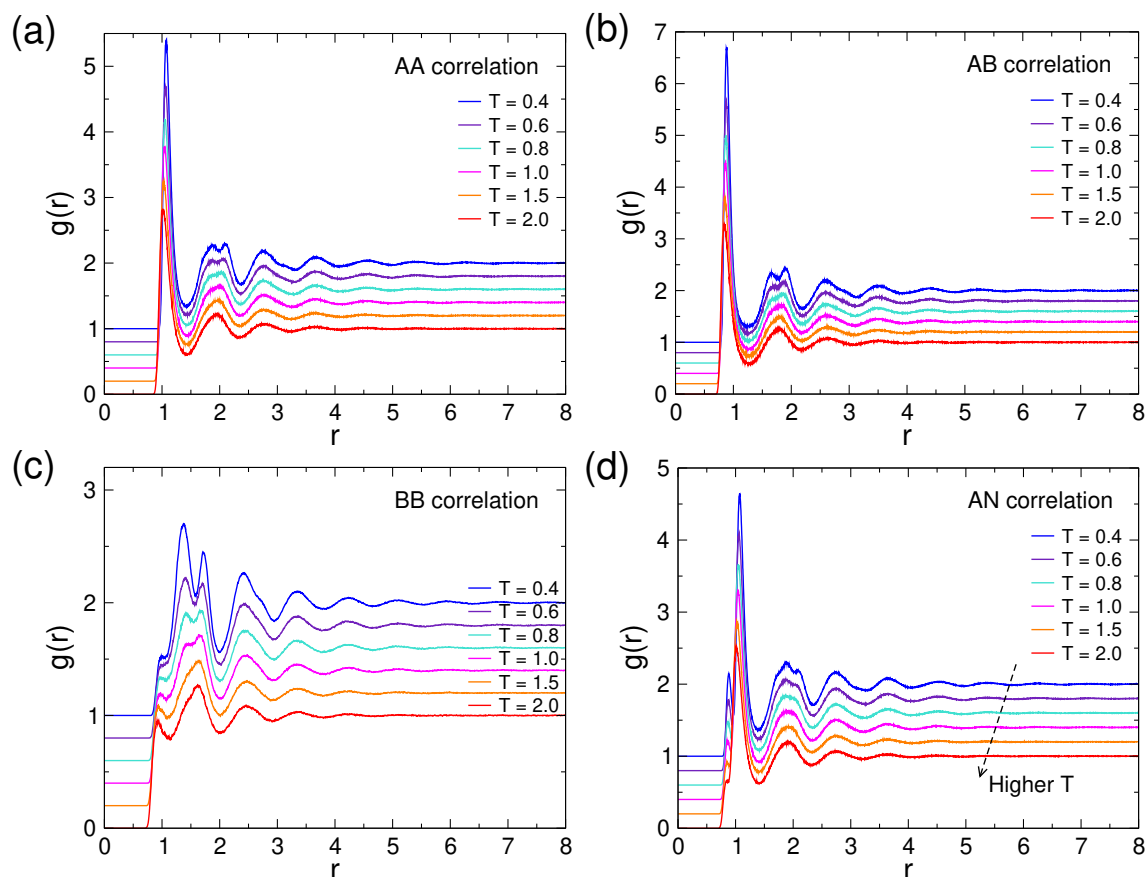 (a)
AA correlation
T = 0.4
T = 0.6
T = 0.8
T = 1.0
T = 1.5
T = 2.0
g(r)
5
4
3
2
1
0
0 1 2 3 4 5 6 7 8
r
(b)
AB correlation
T = 0.4
T = 0.6
T = 0.8
T = 1.0
T = 1.5
T = 2.0
g(r)
7
6
5
4
3
2
1
0
0 1 2 3 4 5 6 7 8
r
(c)
BB correlation
T = 0.4
T = 0.6
T = 0.8
T = 1.0
T = 1.5
T = 2.0
g(r)
3
2
1
0
0 1 2 3 4 5 6 7 8
r
(d)
AN correlation
T = 0.4
T = 0.6
T = 0.8
T = 1.0
T = 1.5
T = 2.0
Higher T
g(r)
5
4
3
2
1
0
0 1 2 3 4 5 6 7 8
r